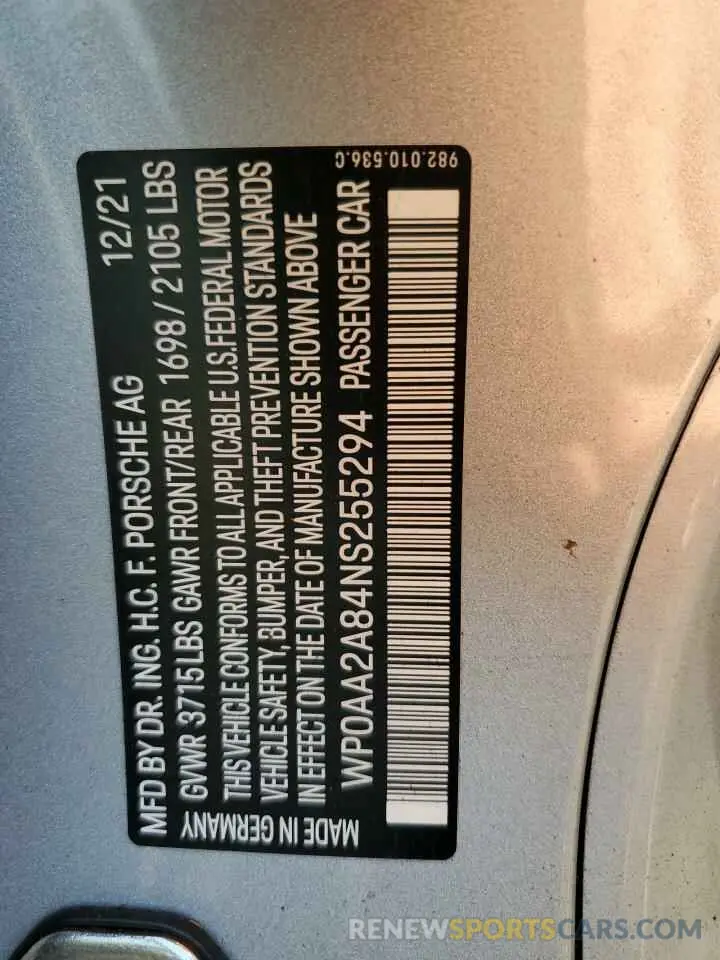 MFD BY DR. ING. H.C. F. PORSCHE AG 12/21
GVWR 3715 LBS GAWR FRONT/REAR 1698 / 2105 LBS
THIS VEHICLE CONFORMS TO ALL APPLICABLE U.S. FEDERAL MOTOR
VEHICLE SAFETY, BUMPER, AND THEFT PREVENTION STANDARDS
IN EFFECT ON THE DATE OF MANUFACTURE SHOWN ABOVE
WP0AA2A84NS255294 PASSENGER CAR
MADE IN GERMANY
982.010.536.C
RENEWSPORTSCARS.COM